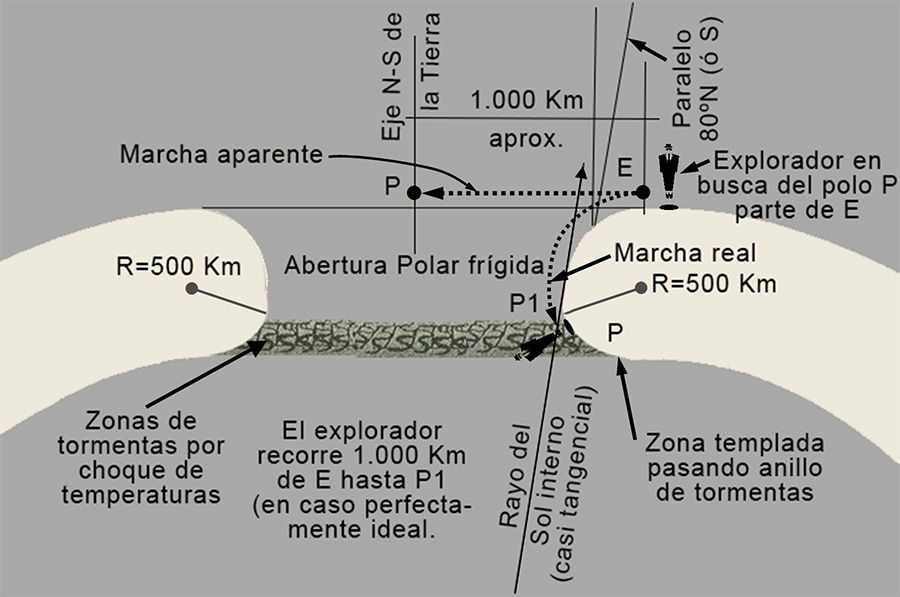 Eje N-S de
la Tierra
1.000 Km
aprox.
Paralelo
80ºN (ó S)
Marcha aparente
P
E
Explorador en
busca del polo P
parte de E
R=500 Km
Abertura Polar frígida
Marcha real
R=500 Km
P1
P
Zonas de
tormentas por
choque de
temperaturas
El explorador
recorre 1.000 Km
de E hasta P1
(en caso perfecta-
mente ideal.
Rayo del
Sol interno
(casi tangencial)
Zona templada
pasando anillo
de tormentas